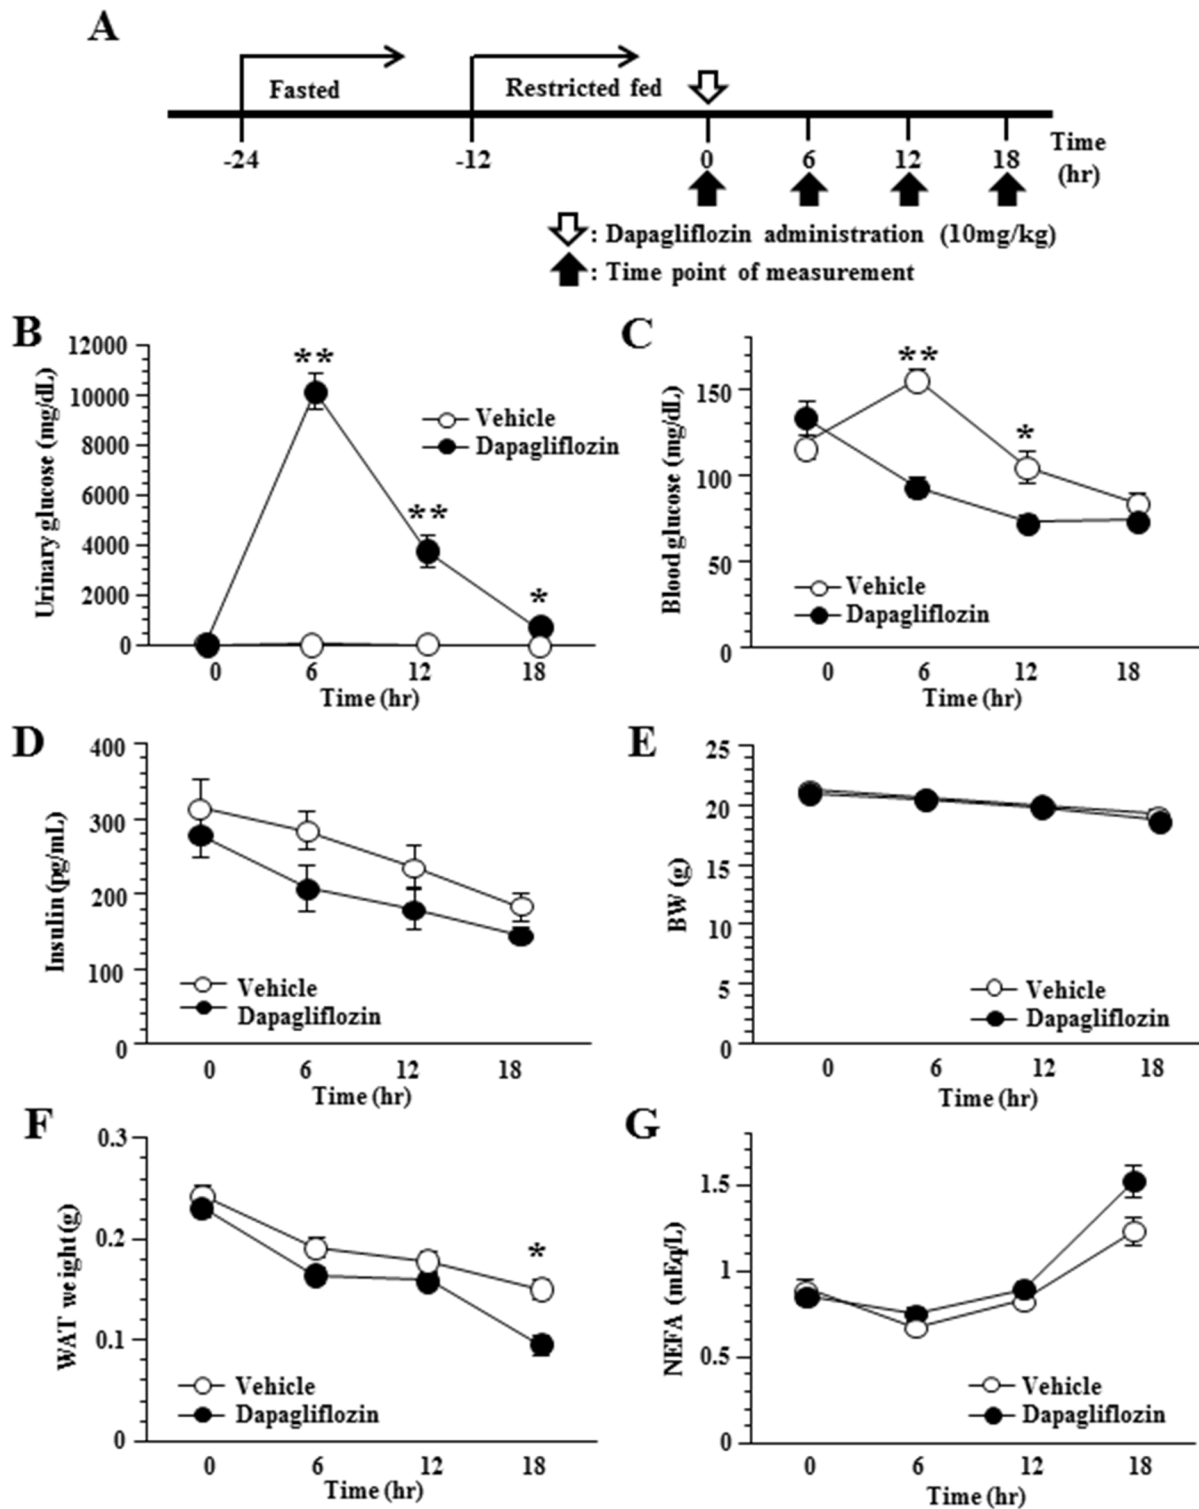 A
Fasted
Restricted fed
-24
-12
0
6
12
18
Time
(hr)
: Dapagliflozin administration (10mg/kg)
: Time point of measurement
B
Urinary glucose (mg/dL)
12000
10000
8000
6000
4000
2000
0
**
**
*
Vehicle
Dapagliflozin
0 6 12 18
Time (hr)
C
Blood glucose (mg/dL)
150
100
50
0
**
*
Vehicle
Dapagliflozin
0 6 12 18
Time (hr)
D
Insulin (pg/mL)
400
300
200
100
0
Vehicle
Dapagliflozin
0 6 12 18
Time (hr)
E
BW (g)
25
20
15
10
5
0
Vehicle
Dapagliflozin
0 6 12 18
Time (hr)
F
WAT weight (g)
0.3
0.2
0.1
0
*
Vehicle
Dapagliflozin
0 6 12 18
Time (hr)
G
NEFA (mEq/L)
1.5
1
0.5
0
Vehicle
Dapagliflozin
0 6 12 18
Time (hr)